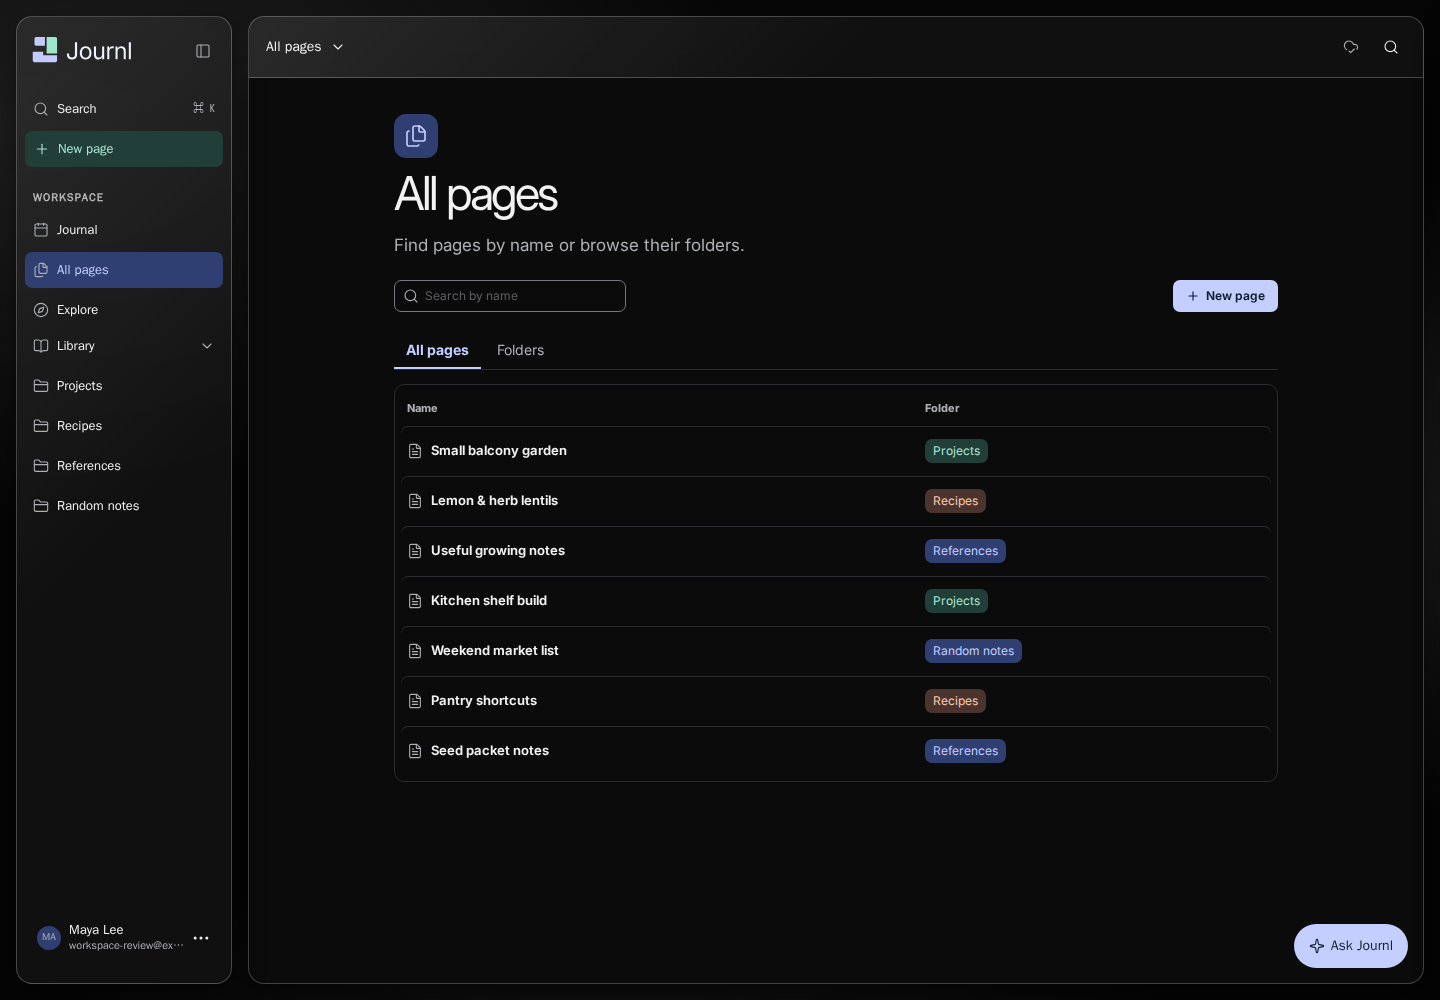 Journl
Search ⌘ K
New page
WORKSPACE
Journal
All pages
Explore
Library
Projects
Recipes
References
Random notes
MA
Maya Lee
workspace-review@ex···
All pages
All pages
Find pages by name or browse their folders.
Search by name
New page
All pages Folders
Name Folder
Small balcony garden Projects
Lemon & herb lentils Recipes
Useful growing notes References
Kitchen shelf build Projects
Weekend market list Random notes
Pantry shortcuts Recipes
Seed packet notes References
Ask Journl